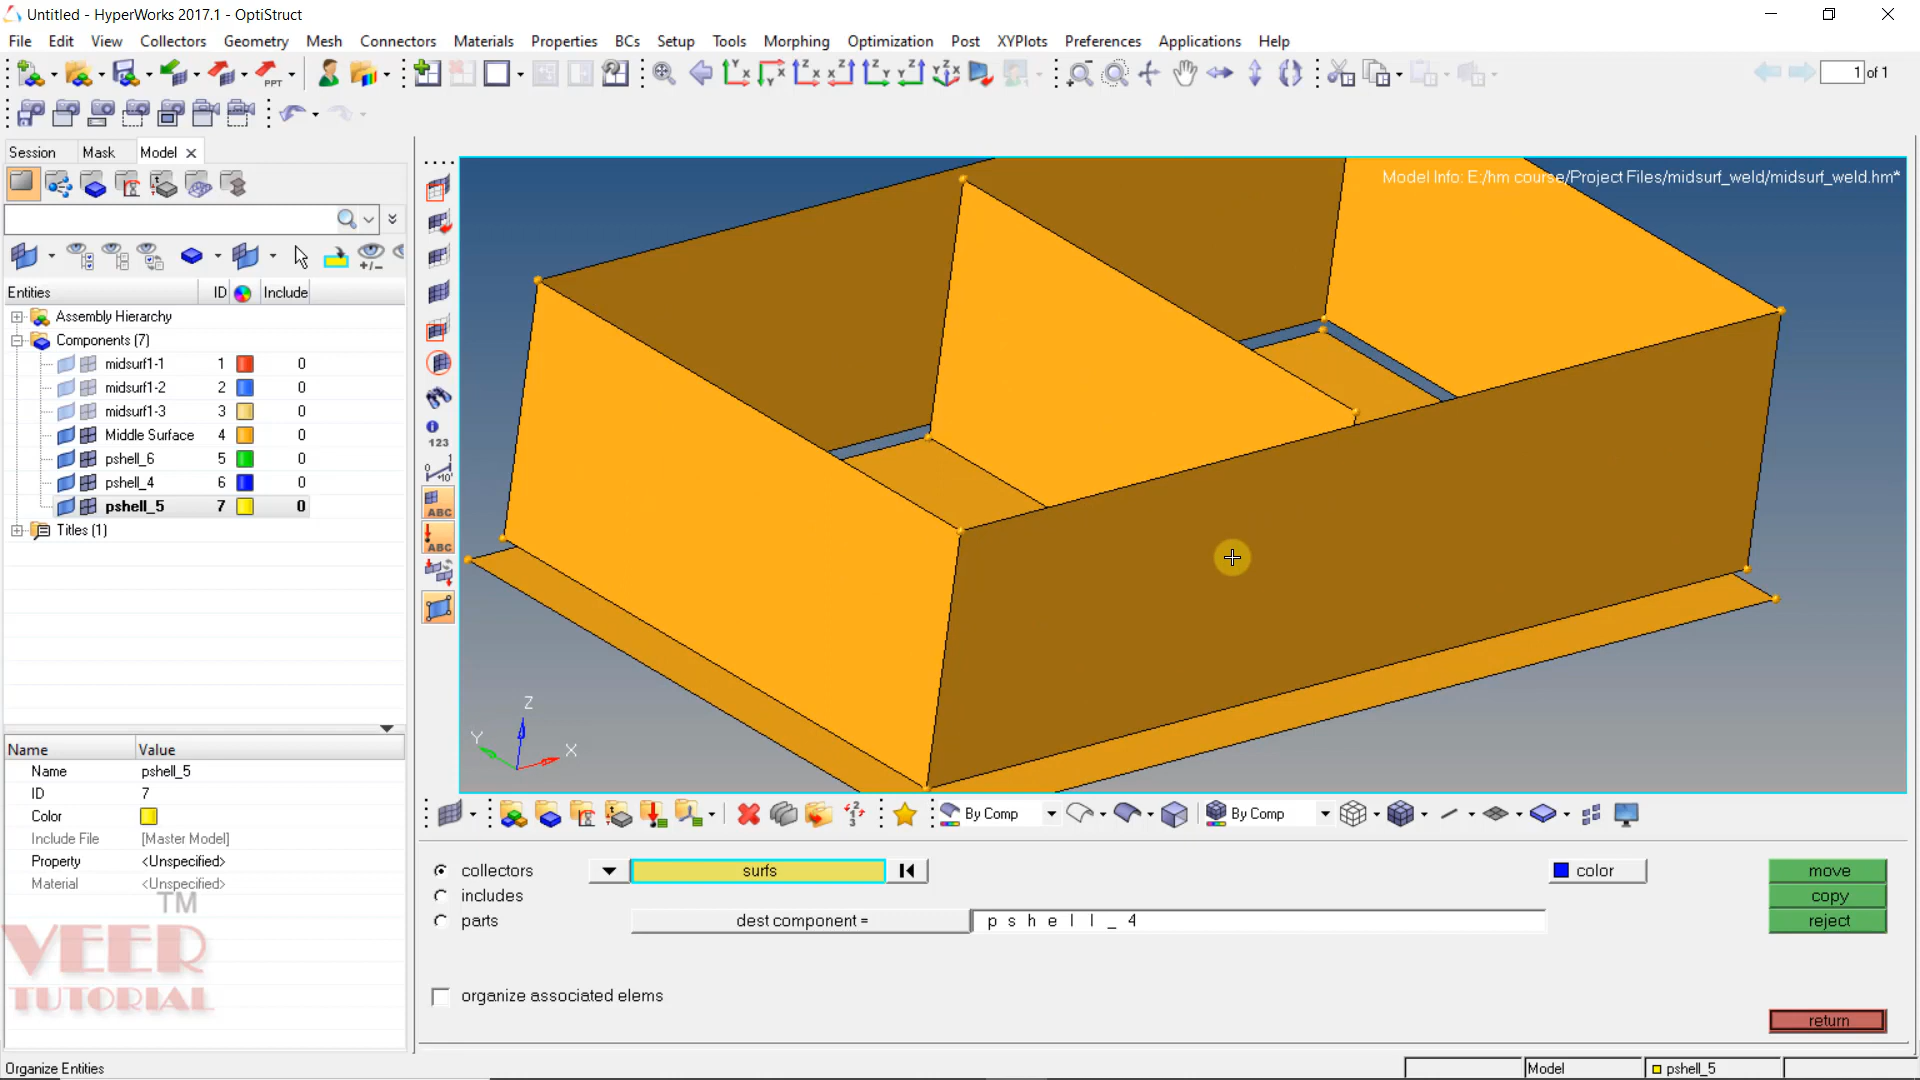 Untitled - HyperWorks 2017.1 - OptiStruct
File Edit View Collectors Geometry Mesh Connectors Materials Properties BCs Setup Tools Morphing Optimization Post XYPlots Preferences Applications Help
1 of 1
Session Mask Model
Model Info: E:/hm course/Project Files/midsurf_weld/midsurf_weld.hm*
Entities ID Include
Assembly Hierarchy
Components (7)
midsurf1-1 1 0
midsurf1-2 2 0
midsurf1-3 3 0
Middle Surface 4 0
pshell_6 5 0
pshell_4 6 0
pshell_5 7 0
Titles (1)
123
ABC
ABC
Z
Y
X
Name Value
Name pshell_5
ID 7
Color
Include File [Master Model]
Property <Unspecified>
Material <Unspecified>
TM
VEER
TUTORIAL
By Comp By Comp
collectors surfs color move
includes copy
parts dest component = pshell_4 reject
organize associated elems
return
Organize Entities Model pshell_5